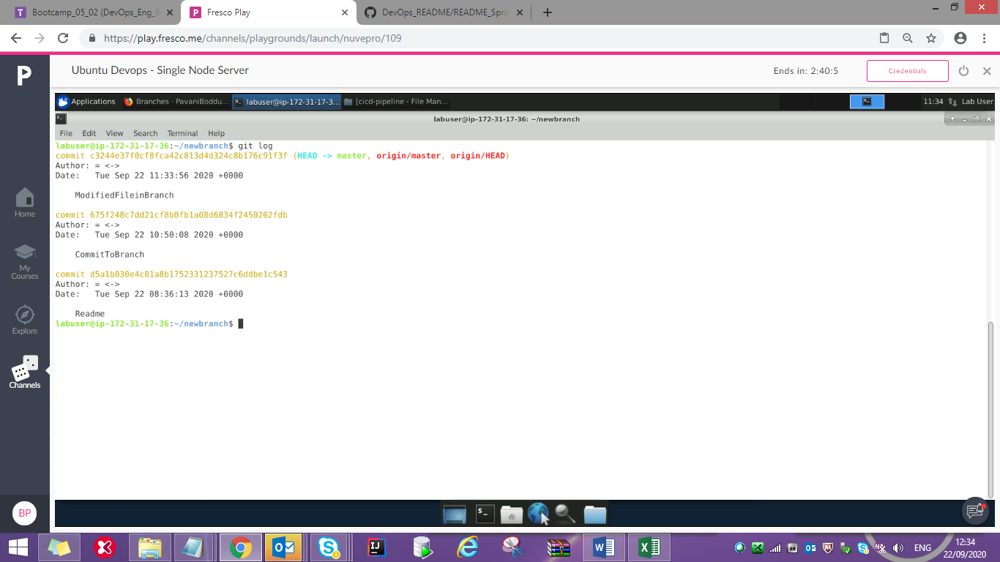 Bootcamp_05_02 (DevOps_Eng_B
Fresco Play
DevOps_README/README_Sprin
https://play.fresco.me/channels/playgrounds/launch/nuvepro/109
Ubuntu Devops - Single Node Server
Ends in: 2:40:5
Credentials
Applications
Branches · PavaniBoddu...
labuser@ip-172-31-17-3...
[cicd-pipeline - File Man...
11:34
Lab User
labuser@ip-172-31-17-36: ~/newbranch
File Edit View Search Terminal Help
labuser@ip-172-31-17-36:~/newbranch$ git log
commit c3244e37f0cf8fca42c813d4d324c8b176c91f3f (HEAD -> master, origin/master, origin/HEAD)
Author: = <->
Date:   Tue Sep 22 11:33:56 2020 +0000
ModifiedFileinBranch
commit 675f248c7dd21cf8b0fb1a08d6834f2450202fdb
Author: = <->
Date:   Tue Sep 22 10:50:08 2020 +0000
CommitToBranch
commit d5a1b030e4c81a8b1752331237527c6ddbe1c543
Author: = <->
Date:   Tue Sep 22 08:36:13 2020 +0000
Readme
labuser@ip-172-31-17-36:~/newbranch$
Home
My
Courses
Explore
Channels
BP
ENG
12:34
22/09/2020